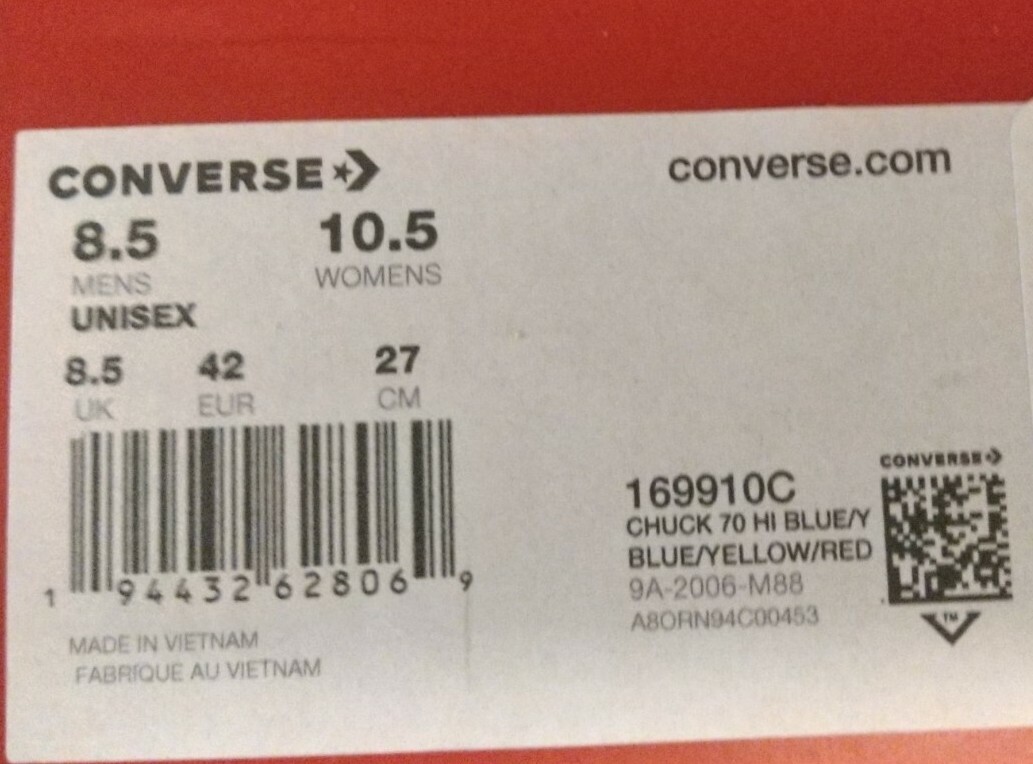 CONVERSE
converse.com
8.5 10.5
MENS WOMENS
UNISEX
8.5 42 27
UK EUR CM
1 94432 62806 9
MADE IN VIETNAM
FABRIQUE AU VIETNAM
CONVERSE
169910C
CHUCK 70 HI BLUE/Y
BLUE/YELLOW/RED
9A-2006-M88
A8ORN94C00453
TM